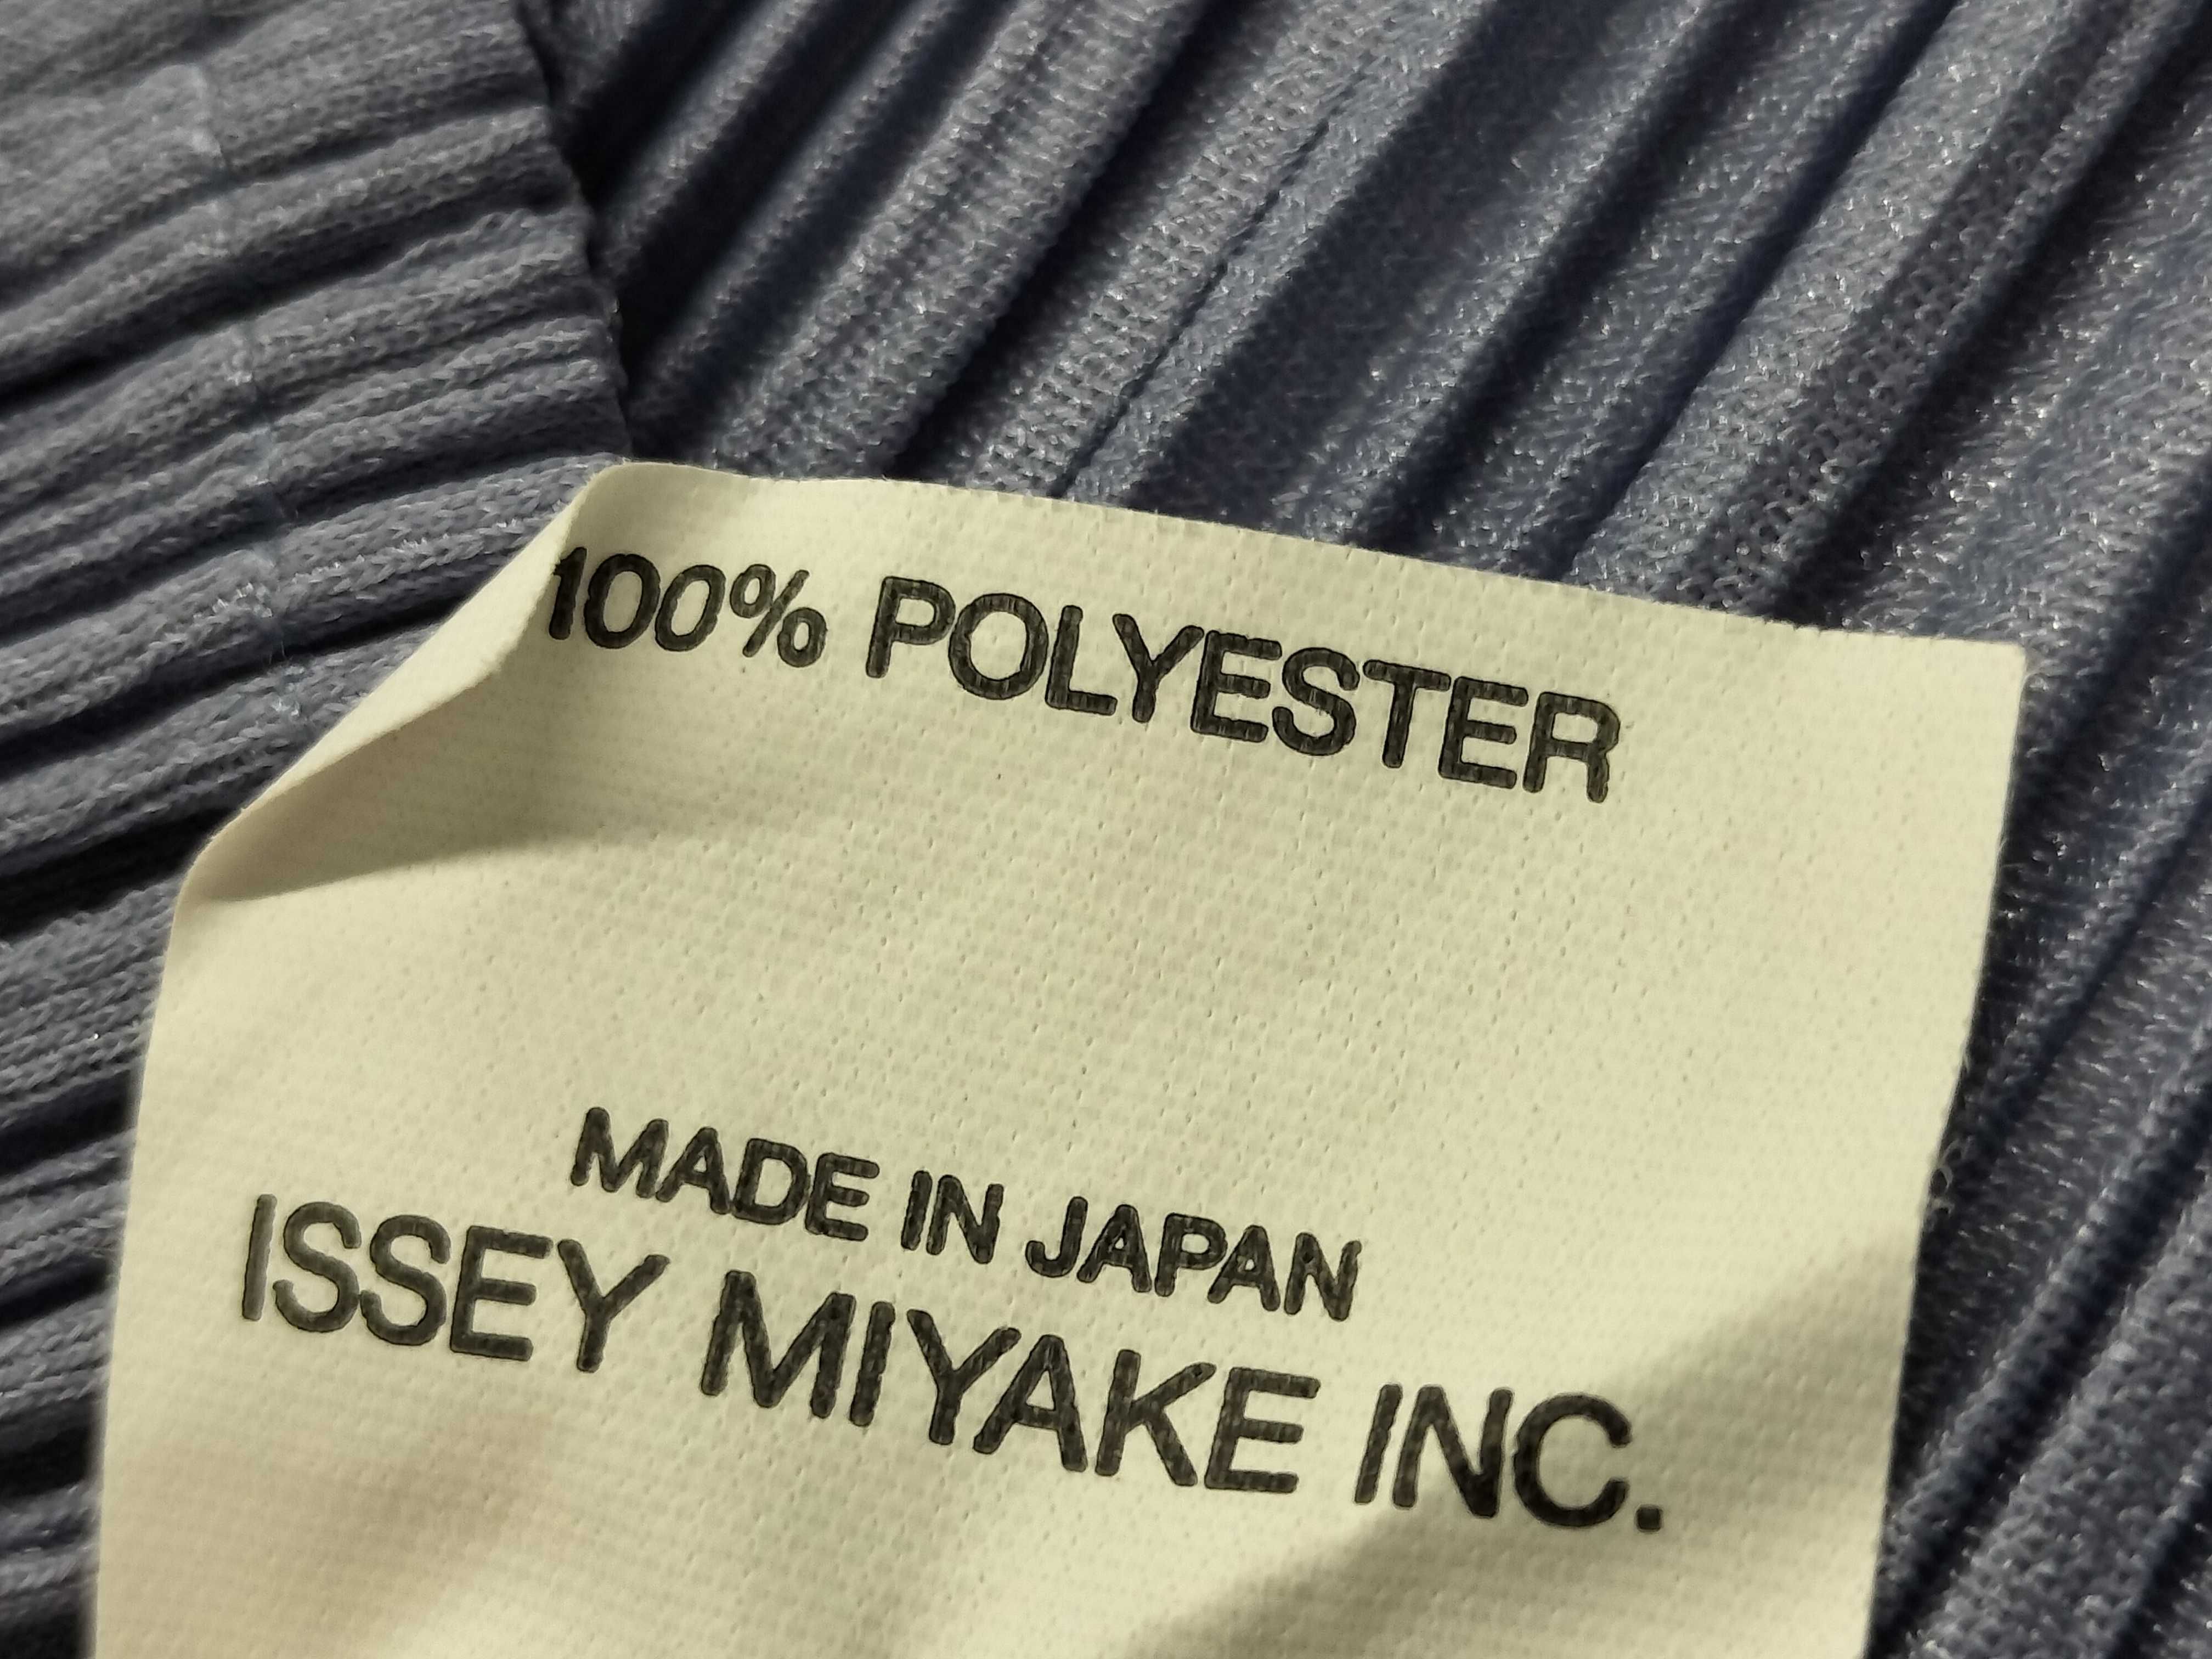 100% POLYESTER
MADE IN JAPAN
ISSEY MIYAKE INC.